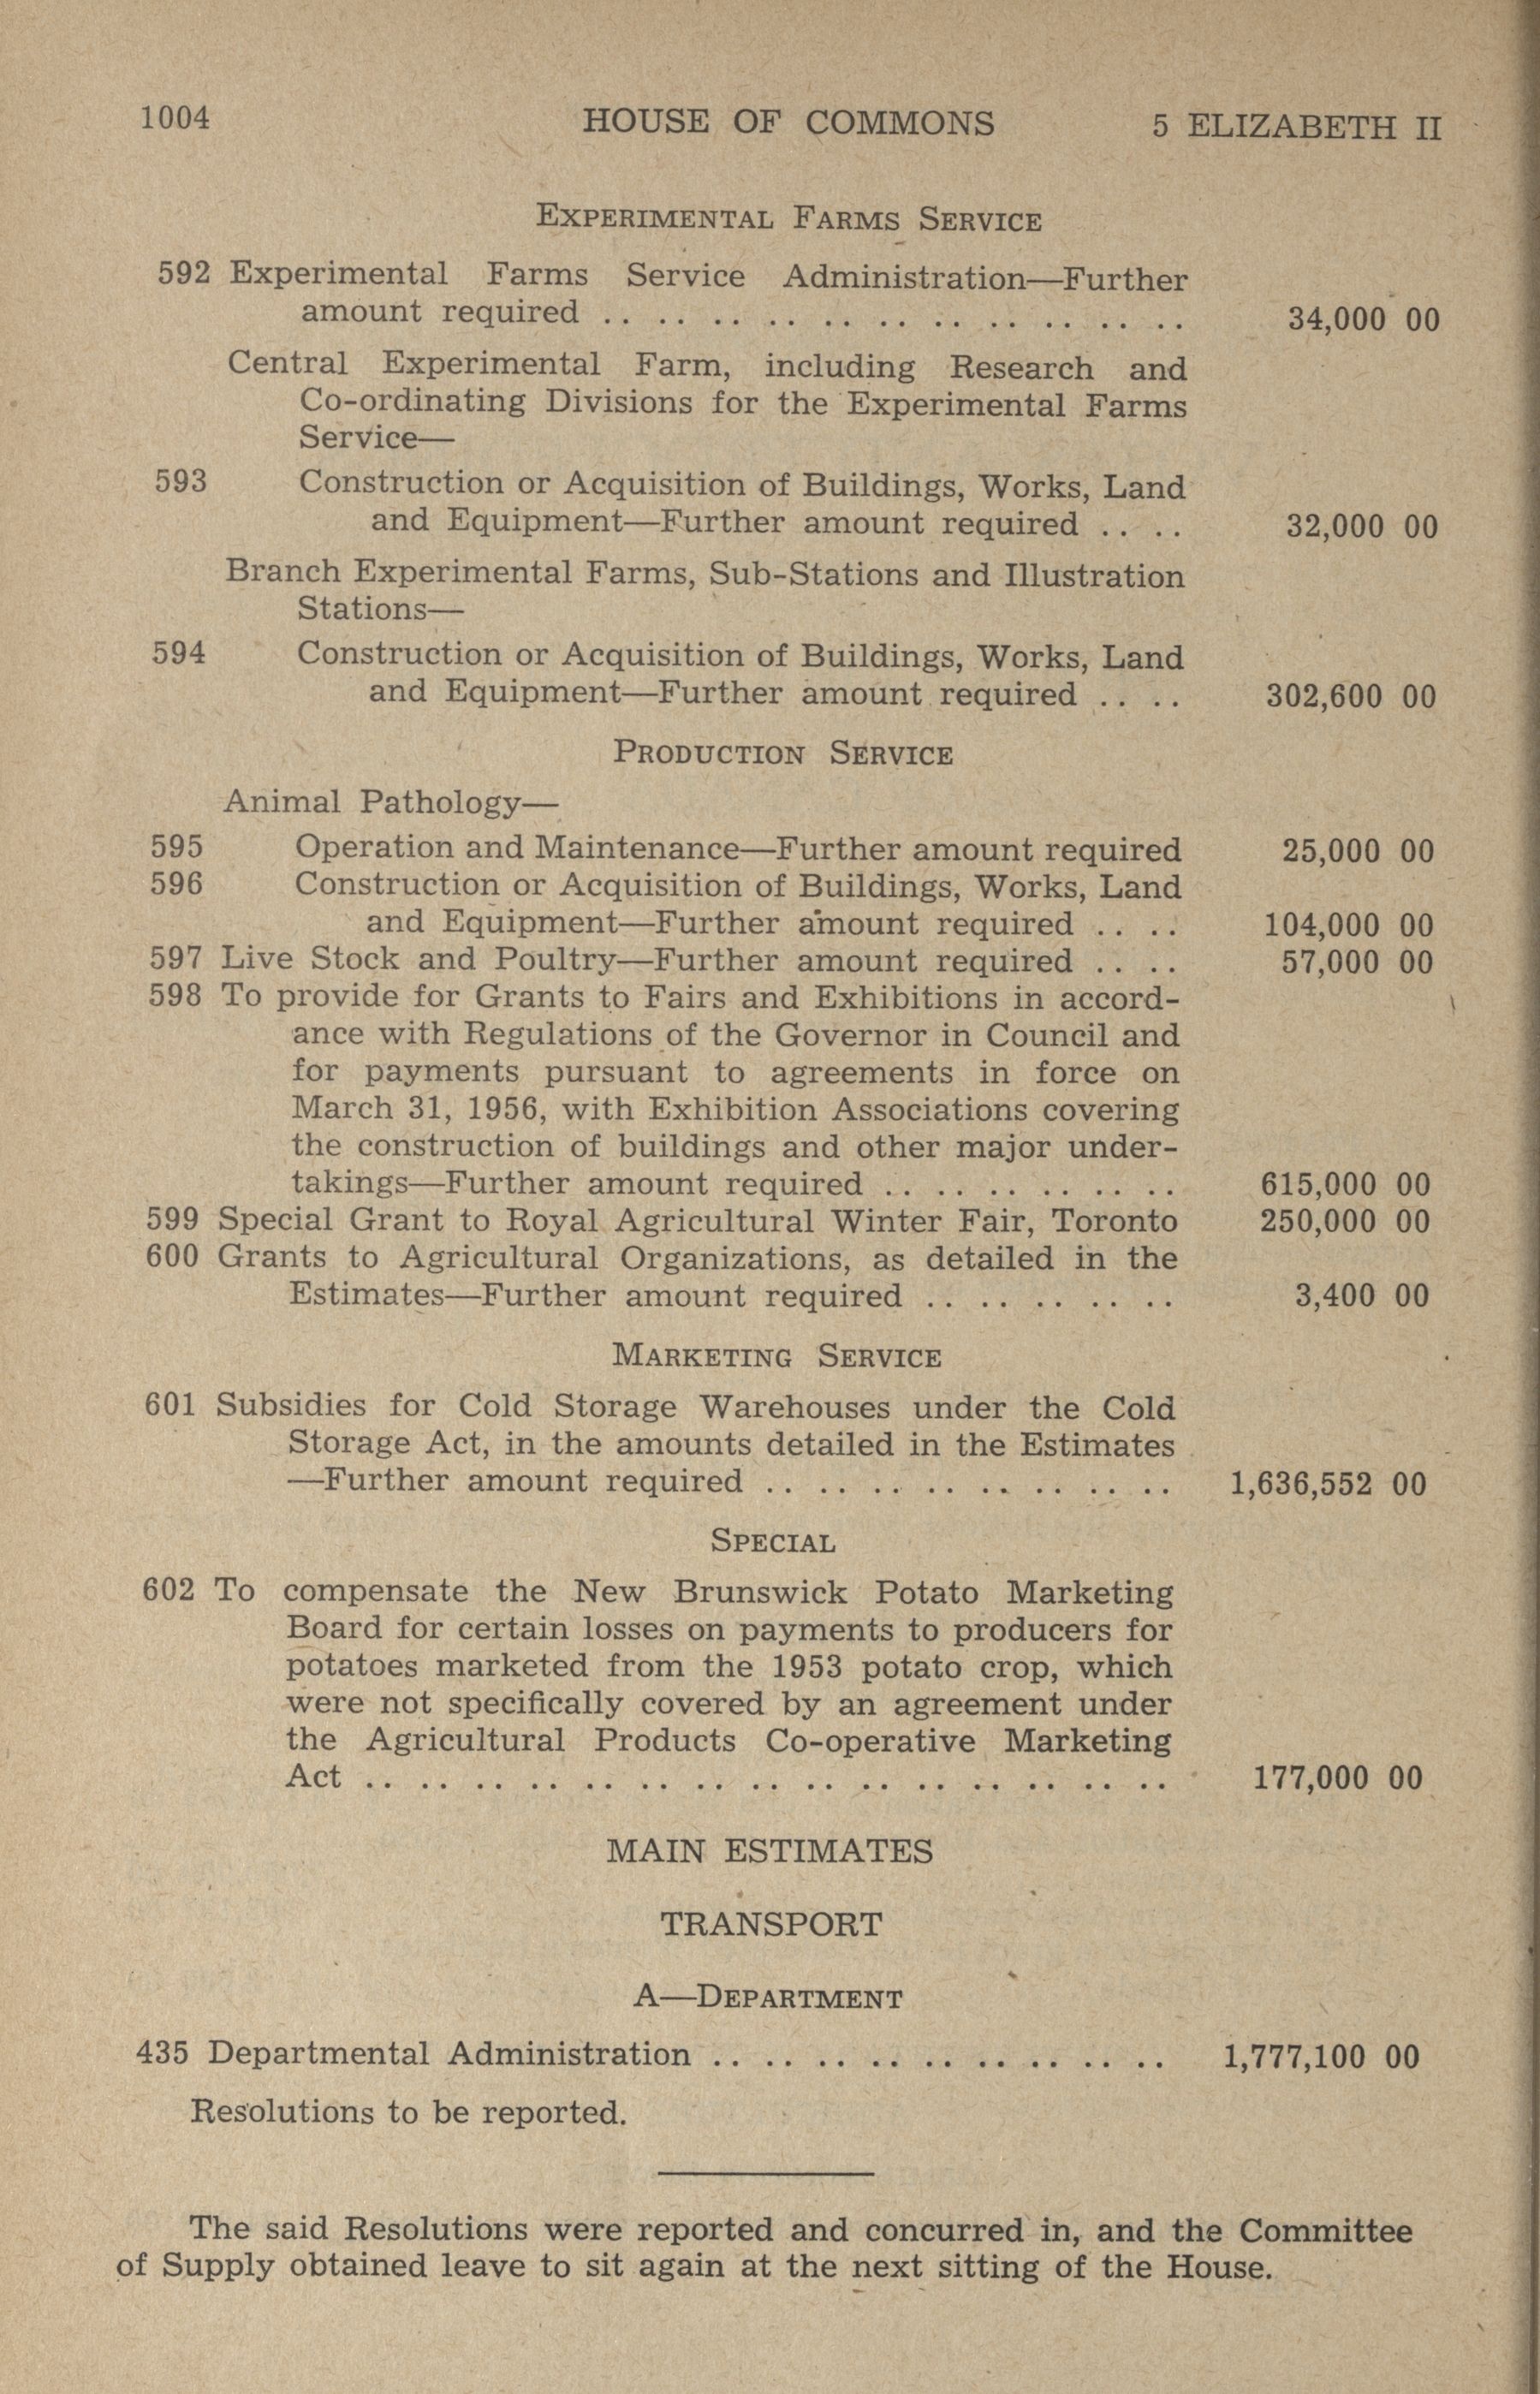 1004 HOUSE OF COMMONS 5 ELIZABETH II
EXPERIMENTAL FARMS SERVICE
592 Experimental Farms Service Administration—Further
amount required .. .. .. .. .. .. .. .. .. .. .. 34,000 00
Central Experimental Farm, including Research and
Co-ordinating Divisions for the Experimental Farms
Service—
593 Construction or Acquisition of Buildings, Works, Land
and Equipment—Further amount required .. .. 32,000 00
Branch Experimental Farms, Sub-Stations and Illustration
Stations—
594 Construction or Acquisition of Buildings, Works, Land
and Equipment—Further amount required .. .. 302,600 00
PRODUCTION SERVICE
Animal Pathology—
595 Operation and Maintenance—Further amount required 25,000 00
596 Construction or Acquisition of Buildings, Works, Land
and Equipment—Further amount required .. .. 104,000 00
597 Live Stock and Poultry—Further amount required .. .. 57,000 00
598 To provide for Grants to Fairs and Exhibitions in accord-
ance with Regulations of the Governor in Council and
for payments pursuant to agreements in force on
March 31, 1956, with Exhibition Associations covering
the construction of buildings and other major under-
takings—Further amount required .. .. .. .. .. .. 615,000 00
599 Special Grant to Royal Agricultural Winter Fair, Toronto 250,000 00
600 Grants to Agricultural Organizations, as detailed in the
Estimates—Further amount required .. .. .. .. .. 3,400 00
MARKETING SERVICE
601 Subsidies for Cold Storage Warehouses under the Cold
Storage Act, in the amounts detailed in the Estimates
—Further amount required .. .. .. .. .. .. .. .. 1,636,552 00
SPECIAL
602 To compensate the New Brunswick Potato Marketing
Board for certain losses on payments to producers for
potatoes marketed from the 1953 potato crop, which
were not specifically covered by an agreement under
the Agricultural Products Co-operative Marketing
Act .. .. .. .. .. .. .. .. .. .. .. .. .. .. .. 177,000 00
MAIN ESTIMATES
TRANSPORT
A—DEPARTMENT
435 Departmental Administration .. .. .. .. .. .. .. .. .. 1,777,100 00
Resolutions to be reported.
The said Resolutions were reported and concurred in, and the Committee
of Supply obtained leave to sit again at the next sitting of the House.